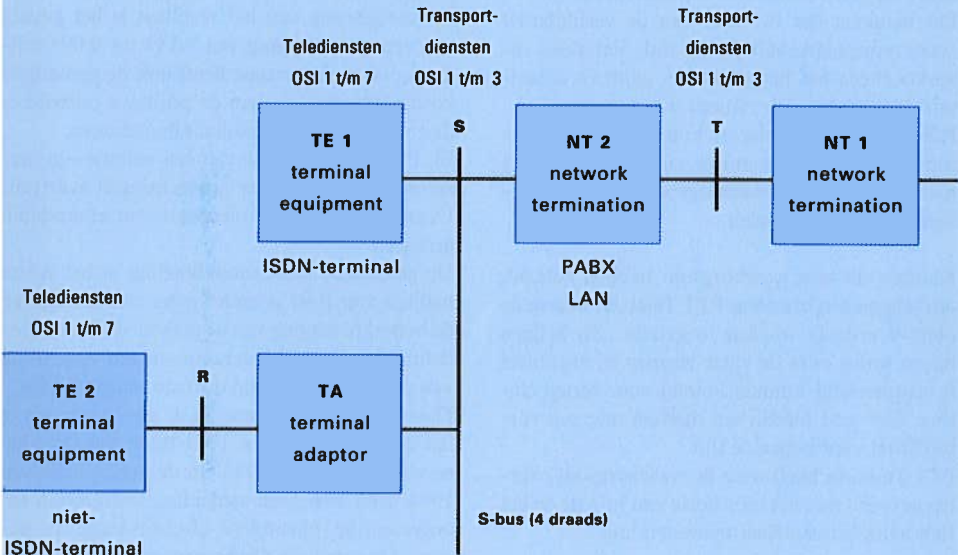 Transport-
diensten
OSI 1 t/m 3
Transport-
diensten
OSI 1 t/m 3
Telediensten
OSI 1 t/m 7
S
T
TE 1
terminal
equipment
NT 2
network
termination
NT 1
network
termination
ISDN-terminal
PABX
LAN
Telediensten
OSI 1 t/m 7
R
TE 2
terminal
equipment
TA
terminal
adaptor
niet-
ISDN-terminal
S-bus (4 draads)